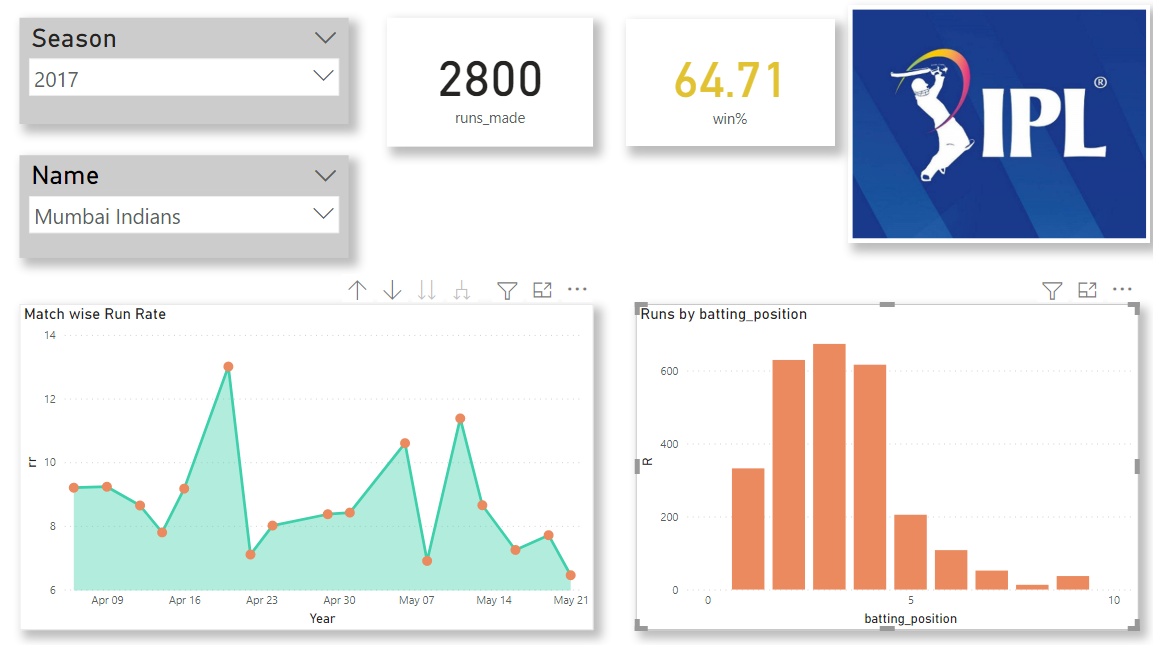 Season
2017
2800
runs_made
64.71
win%
IPL®
Name
Mumbai Indians
Match wise Run Rate
14
12
10
8
6
rr
Apr 09 Apr 16 Apr 23 Apr 30 May 07 May 14 May 21
Year
Runs by batting_position
600
400
200
0
R
0 5 10
batting_position